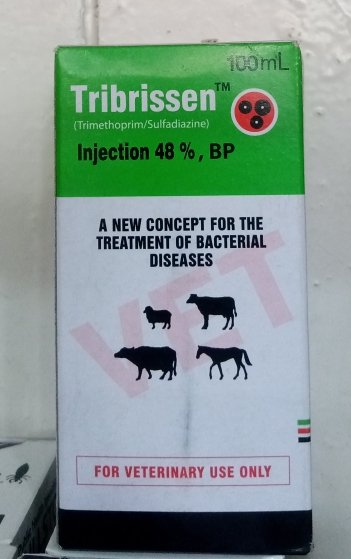 100mL
Tribrissen™
(Trimethoprim/Sulfadiazine)
Injection 48 %, BP
A NEW CONCEPT FOR THE
TREATMENT OF BACTERIAL
DISEASES
VET
FOR VETERINARY USE ONLY